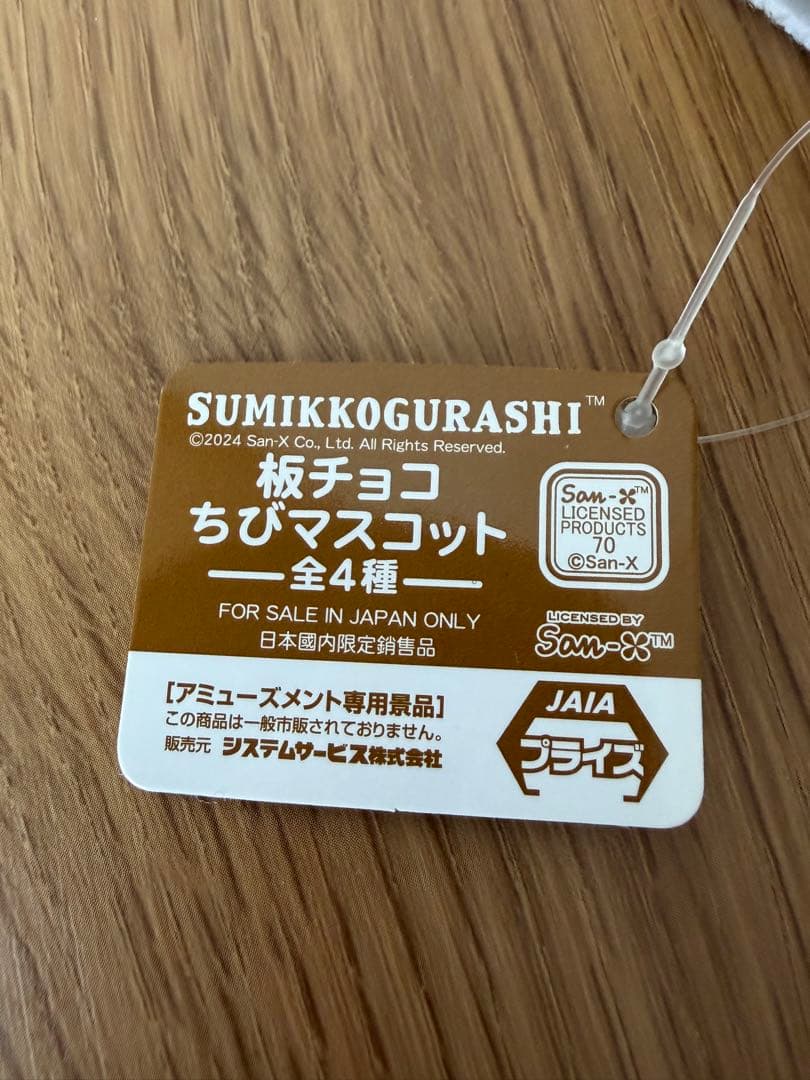 SUMIKKOGURASHI™
©2024 San-X Co., Ltd. All Rights Reserved.
板チョコ
ちびマスコット
全4種
FOR SALE IN JAPAN ONLY
日本國内限定銷售品
San-X™
LICENSED
PRODUCTS
70
©San-X
LICENSED BY
San-X™
[アミューズメント専用景品]
この商品は一般市販されておりません。
販売元 システムサービス株式会社
JAIA
プライズ